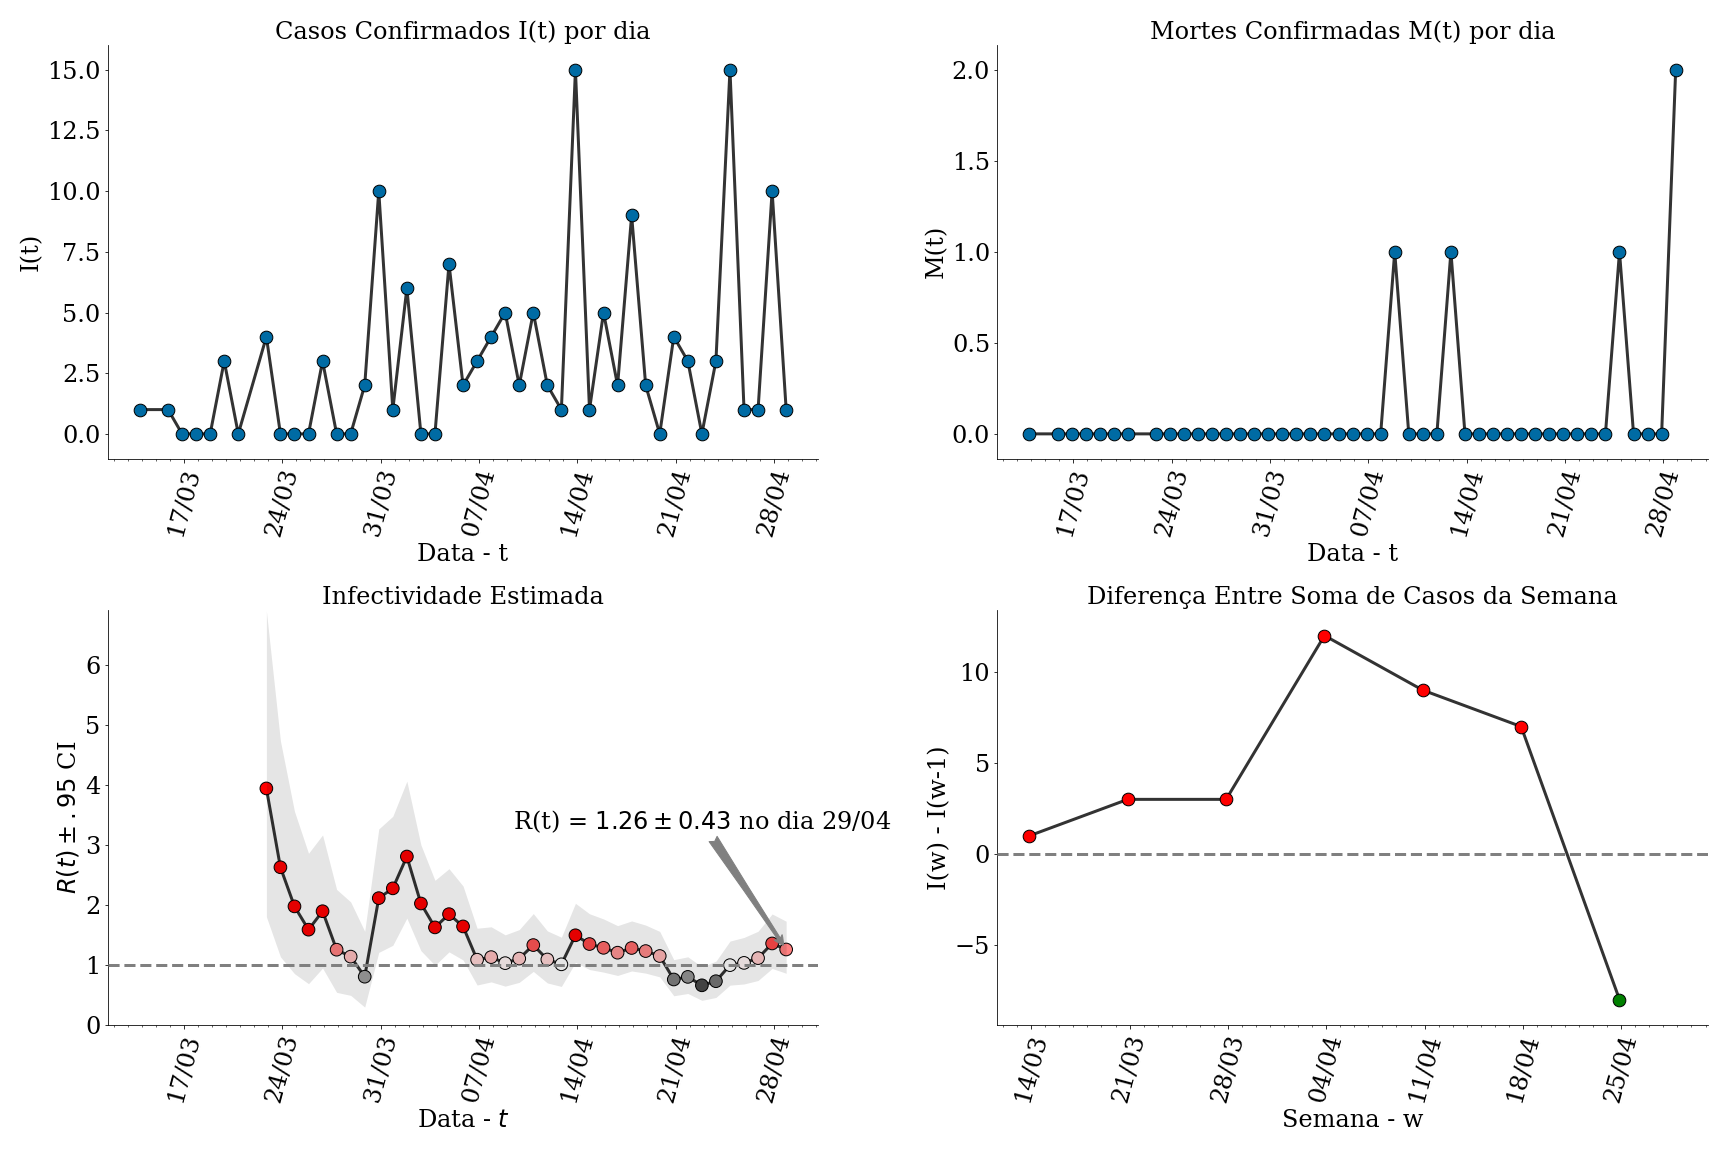 Casos Confirmados I(t) por dia
I(t)
15.0
12.5
10.0
7.5
5.0
2.5
0.0
17/03 24/03 31/03 07/04 14/04 21/04 28/04
Data - t
Mortes Confirmadas M(t) por dia
M(t)
2.0
1.5
1.0
0.5
0.0
17/03 24/03 31/03 07/04 14/04 21/04 28/04
Data - t
Infectividade Estimada
R(t) ± .95 CI
6
5
4
3
2
1
0
R(t) = 1.26 ± 0.43 no dia 29/04
17/03 24/03 31/03 07/04 14/04 21/04 28/04
Data - t
Diferença Entre Soma de Casos da Semana
I(w) - I(w-1)
10
5
0
−5
14/03 21/03 28/03 04/04 11/04 18/04 25/04
Semana - w